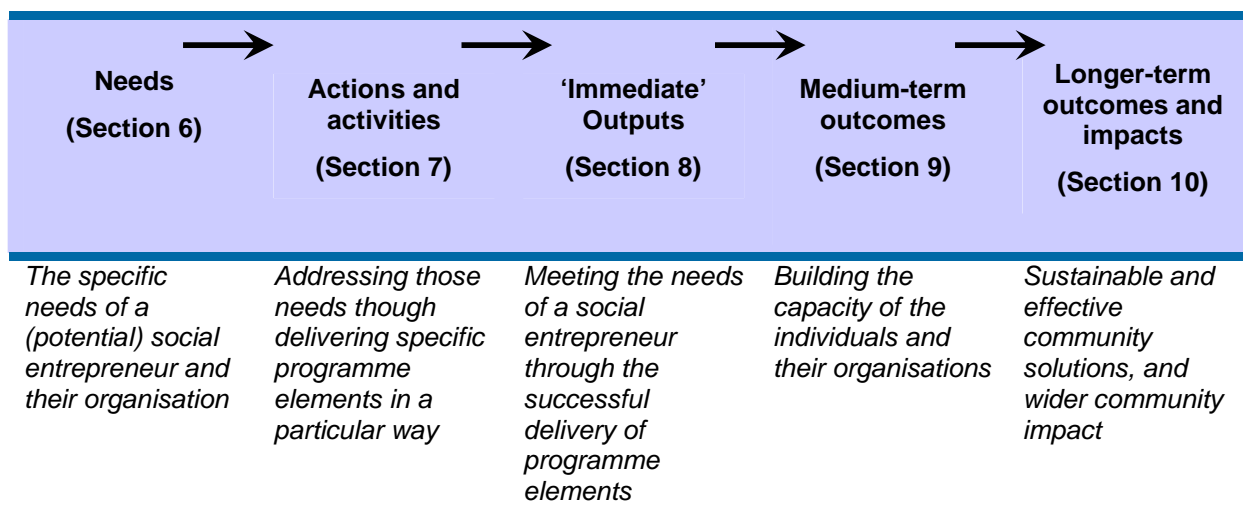 Needs
(Section 6)
Actions and
activities
(Section 7)
‘Immediate’
Outputs
(Section 8)
Medium-term
outcomes
(Section 9)
Longer-term
outcomes and
impacts
(Section 10)
The specific
needs of a
(potential) social
entrepreneur and
their organisation
Addressing those
needs though
delivering specific
programme
elements in a
particular way
Meeting the needs
of a social
entrepreneur
through the
successful
delivery of
programme
elements
Building the
capacity of the
individuals and
their organisations
Sustainable and
effective
community
solutions, and
wider community
impact